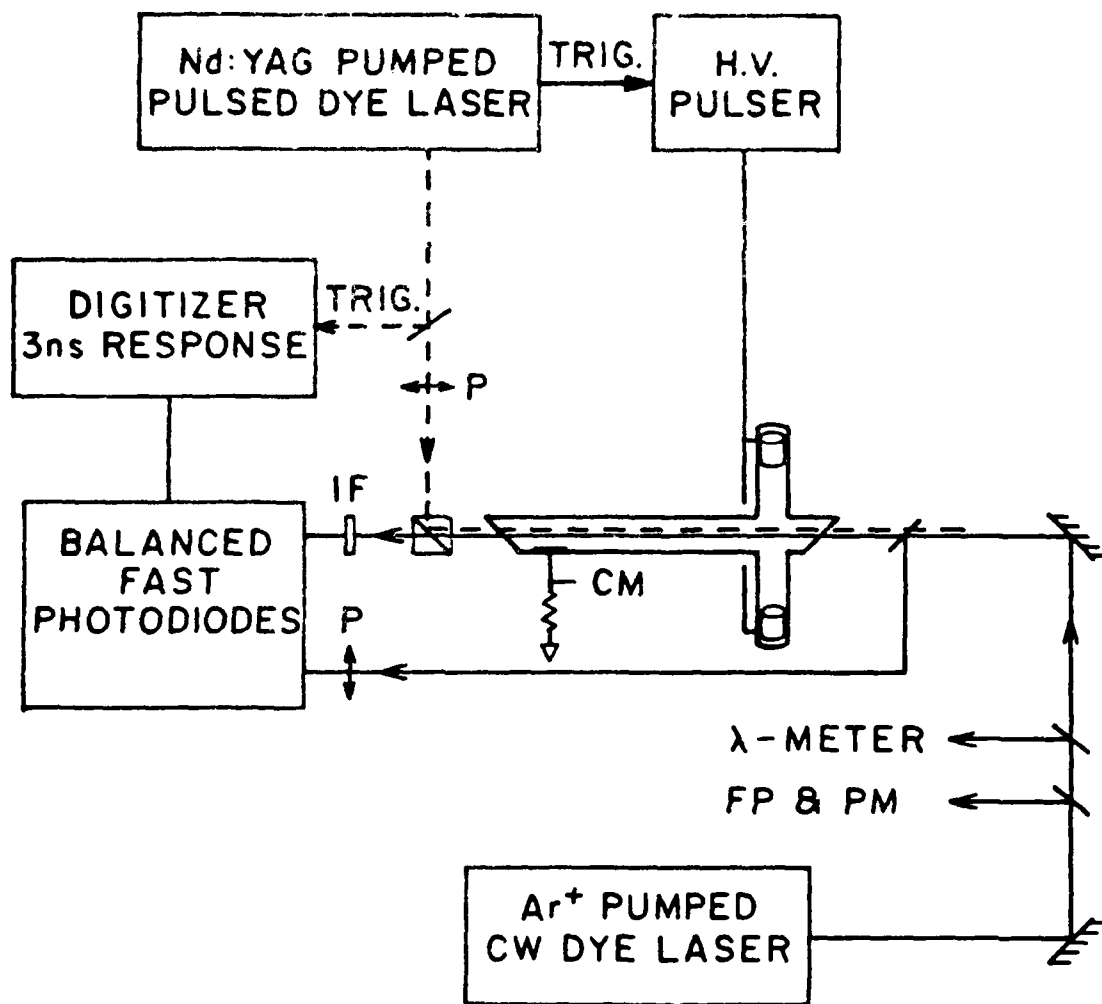 Nd:YAG PUMPED
PULSED DYE LASER
TRIG.
H.V.
PULSER
DIGITIZER
3ns RESPONSE
TRIG.
P
IF
BALANCED
FAST
PHOTODIODES
CM
P
λ-METER
FP & PM
Ar⁺ PUMPED
CW DYE LASER